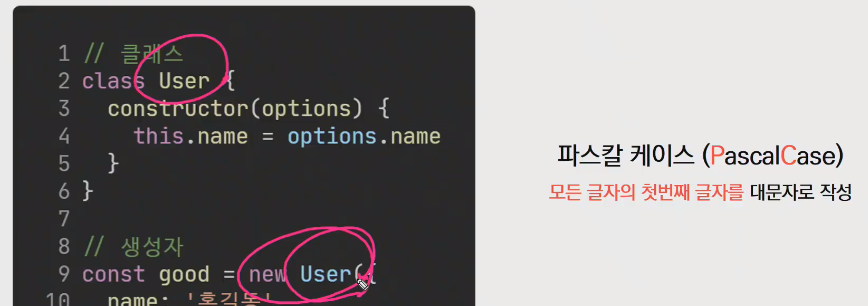 1 // 클래스
2 class User {
3 constructor(options) {
4 this.name = options.name
5 }
6 }
7
8 // 생성자
9 const good = new User({
10 name: '홍길동'
파스칼 케이스 (PascalCase)
모든 글자의 첫번째 글자를 대문자로 작성